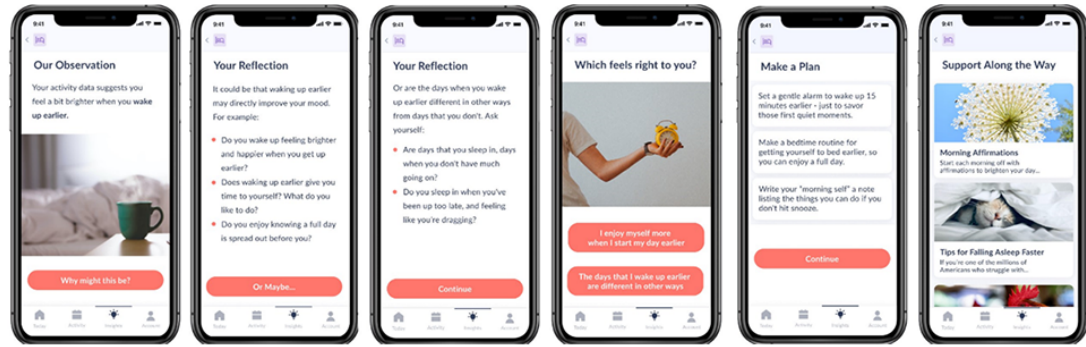 9:41
Our Observation
Your activity data suggests you
feel a bit brighter when you wake
up earlier.
Why might this be?
Today
Activity
Insights
Account
9:41
Your Reflection
It could be that waking up earlier
may directly improve your mood.
For example:
Do you wake up feeling brighter
and happier when you get up
earlier?
Does waking up earlier give you
time to yourself? What do you
like to do?
Do you enjoy knowing a full day
is spread out before you?
Or Maybe...
Today
Activity
Insights
Account
9:41
Your Reflection
Or are the days when you wake
up earlier different in other ways
from days that you don't. Ask
yourself:
Are days that you sleep in, days
when you don't have much
going on?
Do you sleep in when you've
been up too late, and feeling
like you're dragging?
Continue
Today
Activity
Insights
Account
9:41
Which feels right to you?
I enjoy myself more
when I start my day earlier
The days that I wake up earlier
are different in other ways
Today
Activity
Insights
Account
9:41
Make a Plan
Set a gentle alarm to wake up 15
minutes earlier - just to savor
those first quiet moments.
Make a bedtime routine for
getting yourself to bed earlier, so
you can enjoy a full day.
Write your "morning self" a note
listing the things you can do if you
don't hit snooze.
Continue
Today
Activity
Insights
Account
9:41
Support Along the Way
Morning Affirmations
Start each morning off with
affirmations to brighten your day...
Tips for Falling Asleep Faster
If you're one of the millions of
Americans who struggle with...
Today
Activity
Insights
Account